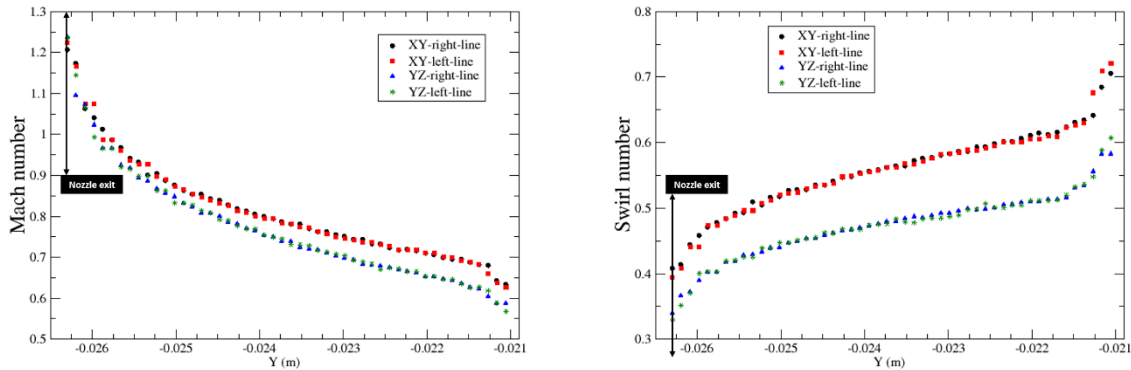 1.3
1.2
1.1
1
0.9
0.8
0.7
0.6
0.5
Mach number
Nozzle exit
XY-right-line
XY-left-line
YZ-right-line
YZ-left-line
-0.026
-0.025
-0.024
-0.023
-0.022
-0.021
Y (m)
0.8
0.7
0.6
0.5
0.4
0.3
Swirl number
Nozzle exit
XY-right-line
XY-left-line
YZ-right-line
YZ-left-line
-0.026
-0.025
-0.024
-0.023
-0.022
-0.021
Y (m)